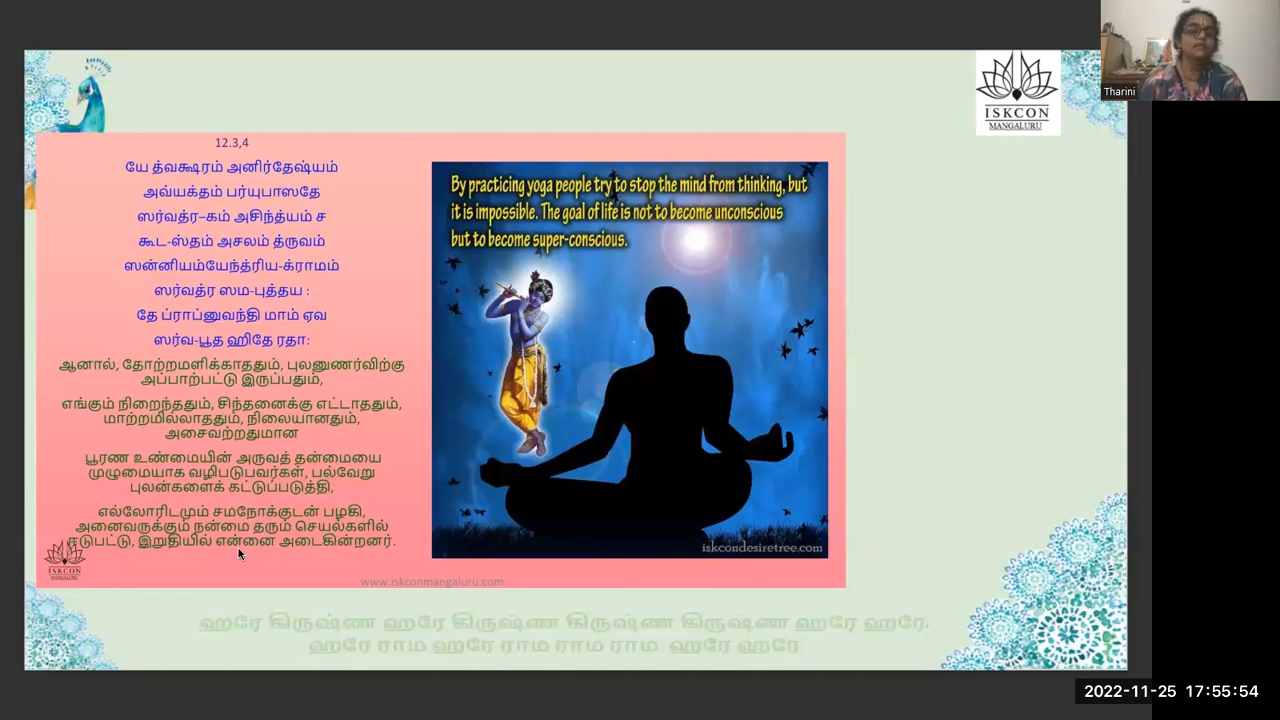 ISKCON
MANGALURU
Tharini
12.3,4
யே த்வக்ஷரம் அனிர்தேஷ்யம்
அவ்யக்தம் பர்யுபாஸதே
ஸர்வத்ர–கம் அசிந்த்யம் ச
கூட-ஸ்தம் அசலம் த்ருவம்
ஸன்னியம்யேந்த்ரிய-க்ராமம்
ஸர்வத்ர ஸம-புத்தய :
தே ப்ராப்னுவந்தி மாம் ஏவ
ஸர்வ-பூத ஹிதே ரதா:
ஆனால், தோற்றமளிக்காததும், புலனுணர்விற்கு
அப்பாற்பட்டு இருப்பதும்,
எங்கும் நிறைந்ததும், சிந்தனைக்கு எட்டாததும்,
மாற்றமில்லாததும், நிலையானதும்,
அசைவற்றதுமான
பூரண உண்மையின் அருவத் தன்மையை
முழுமையாக வழிபடுபவர்கள், பல்வேறு
புலன்களைக் கட்டுப்படுத்தி,
எல்லோரிடமும் சமநோக்குடன் பழகி,
அனைவருக்கும் நன்மை தரும் செயல்களில்
ஈடுபட்டு, இறுதியில் என்னை அடைகின்றனர்.
By practicing yoga people try to stop the mind from thinking, but
it is impossible. The goal of life is not to become unconscious
but to become super-conscious.
iskcondesiretree.com
www.iskconmangaluru.com
ஹரே கிருஷ்ண ஹரே கிருஷ்ண கிருஷ்ண கிருஷ்ண ஹரே ஹரே.
ஹரே ராம ஹரே ராம ராம ராம ஹரே ஹரே
2022-11-25 17:55:54